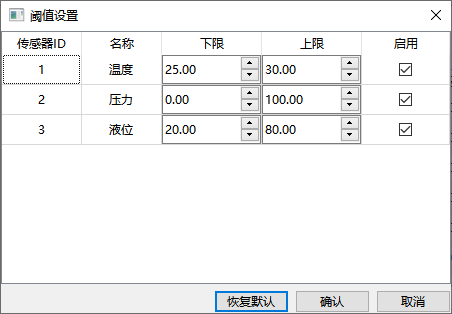 阈值设置
传感器ID 名称 下限 上限 启用
1 温度 25.00 30.00
2 压力 0.00 100.00
3 液位 20.00 80.00
恢复默认 确认 取消